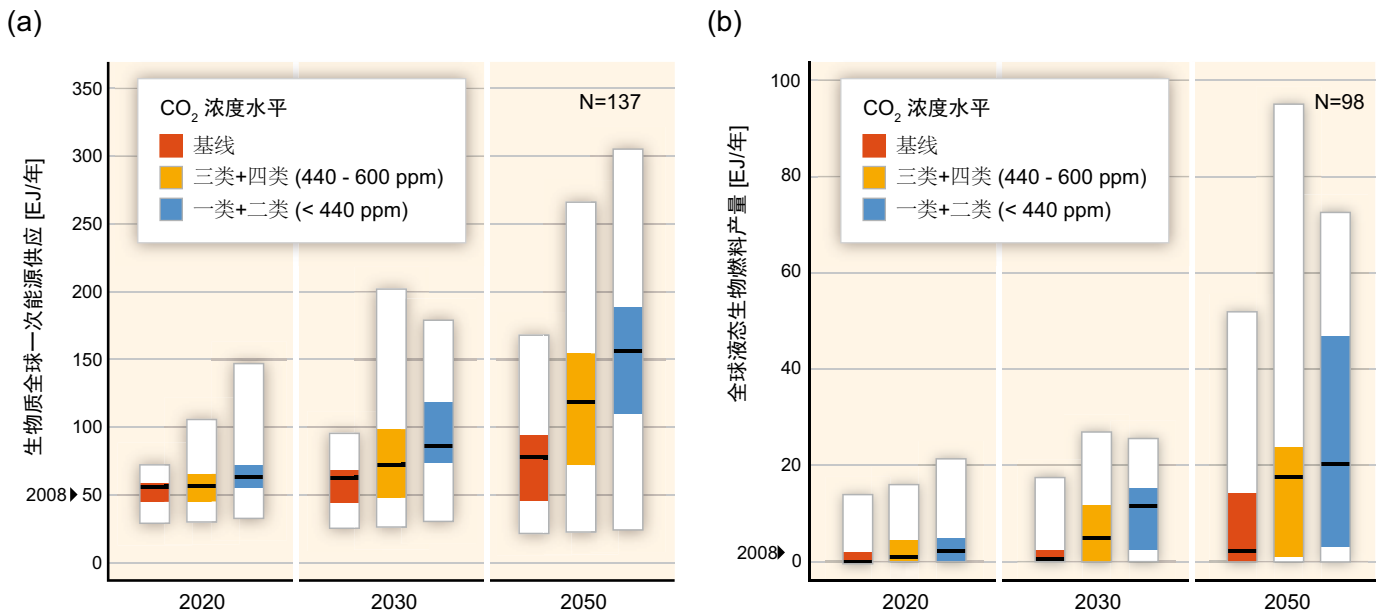 (a)
生物质全球一次能源供应 [EJ/年]
350
300
250
200
150
100
50
0
2008
CO2 浓度水平
基线
三类+四类 (440 - 600 ppm)
一类+二类 (< 440 ppm)
N=137
2020
2030
2050
(b)
全球液态生物燃料产量 [EJ/年]
100
80
60
40
20
0
2008
CO2 浓度水平
基线
三类+四类 (440 - 600 ppm)
一类+二类 (< 440 ppm)
N=98
2020
2030
2050